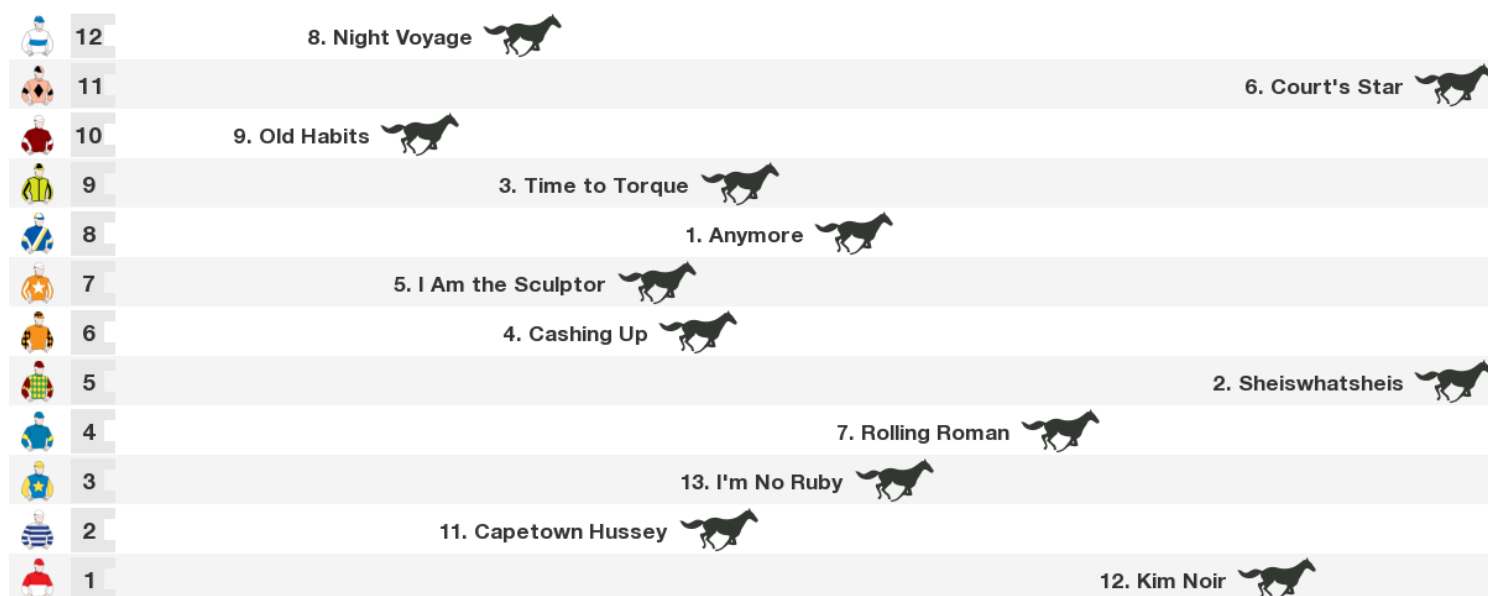 12 8. Night Voyage
11 6. Court's Star
10 9. Old Habits
9 3. Time to Torque
8 1. Anymore
7 5. I Am the Sculptor
6 4. Cashing Up
5 2. Sheiswhatsheis
4 7. Rolling Roman
3 13. I'm No Ruby
2 11. Capetown Hussey
1 12. Kim Noir